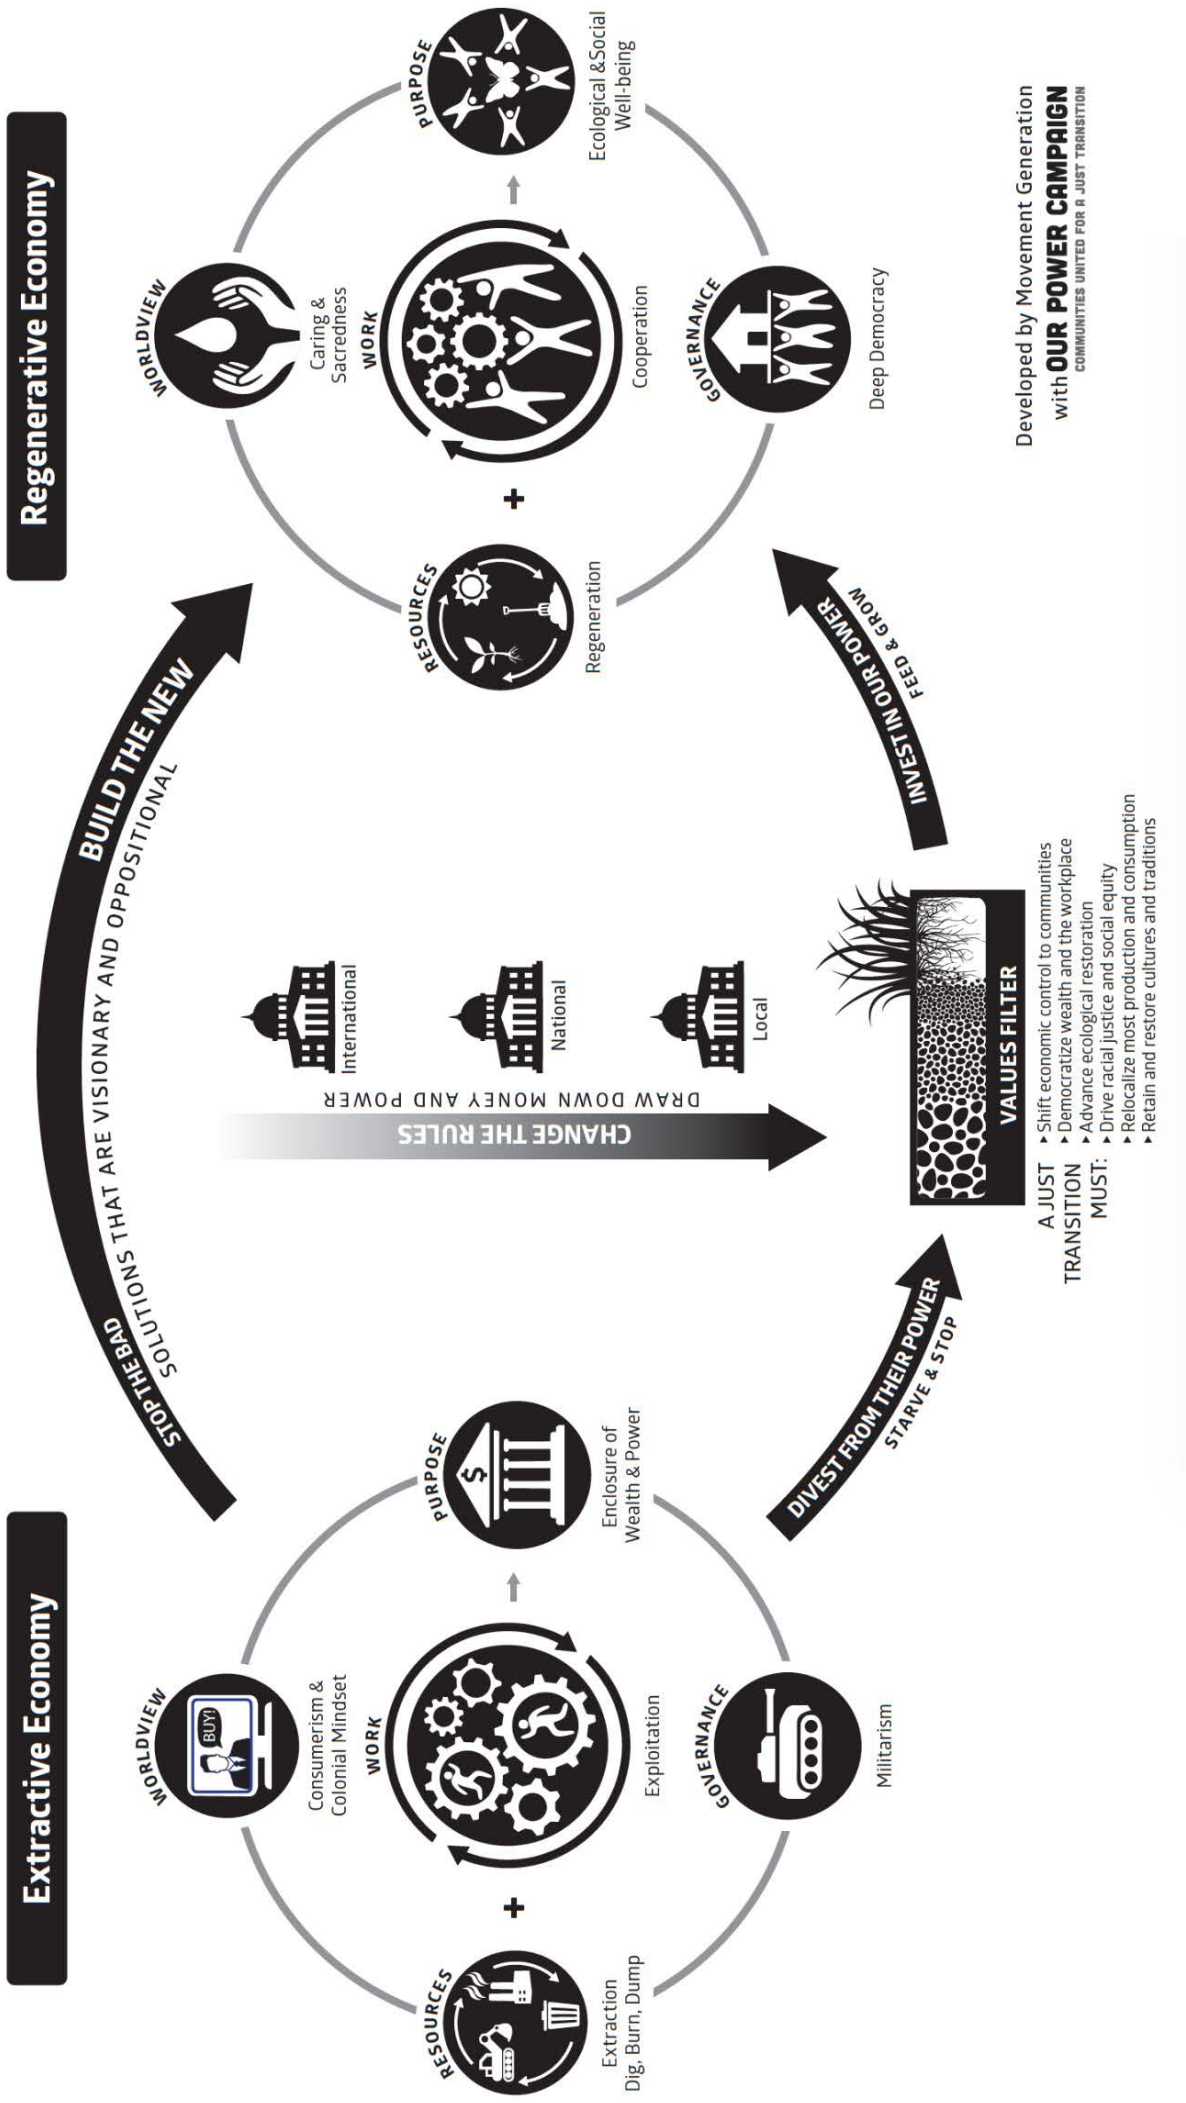 Extractive Economy
Regenerative Economy
STOP THE BAD
BUILD THE NEW
SOLUTIONS THAT ARE VISIONARY AND OPPOSITIONAL
WORLDVIEW
BUY!
Consumerism &
Colonial Mindset
RESOURCES
Extraction
Dig, Burn, Dump
+
WORK
Exploitation
PURPOSE
$
Enclosure of
Wealth & Power
GOVERNANCE
Militarism
CHANGE THE RULES
DRAW DOWN MONEY AND POWER
International
National
Local
DIVEST FROM THEIR POWER
STARVE & STOP
VALUES FILTER
A JUST
TRANSITION
MUST:
Shift economic control to communities
Democratize wealth and the workplace
Advance ecological restoration
Drive racial justice and social equity
Relocalize most production and consumption
Retain and restore cultures and traditions
INVEST IN OUR POWER
FEED & GROW
WORLDVIEW
Caring &
Sacredness
RESOURCES
Regeneration
+
WORK
Cooperation
PURPOSE
Ecological &Social
Well-being
GOVERNANCE
Deep Democracy
Developed by Movement Generation
with OUR POWER CAMPAIGN
COMMUNITIES UNITED FOR A JUST TRANSITION